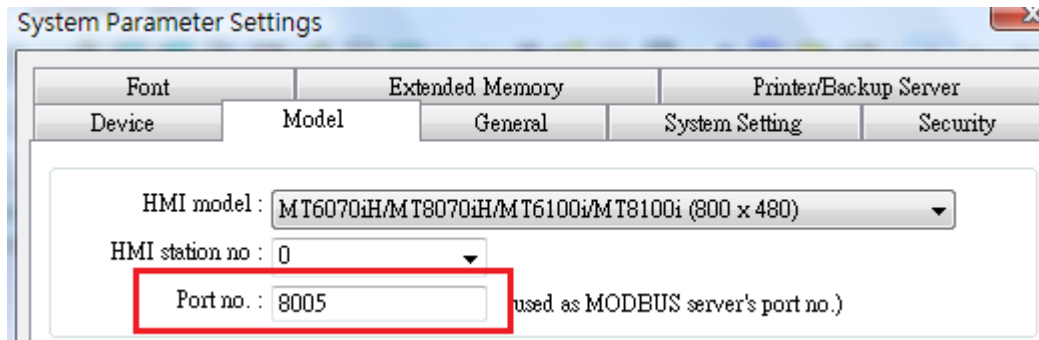 System Parameter Settings
Font Extended Memory Printer/Backup Server
Device Model General System Setting Security
HMI model : MT6070iH/MT8070iH/MT6100i/MT8100i (800 x 480)
HMI station no : 0
Port no. : 8005 used as MODBUS server's port no.)